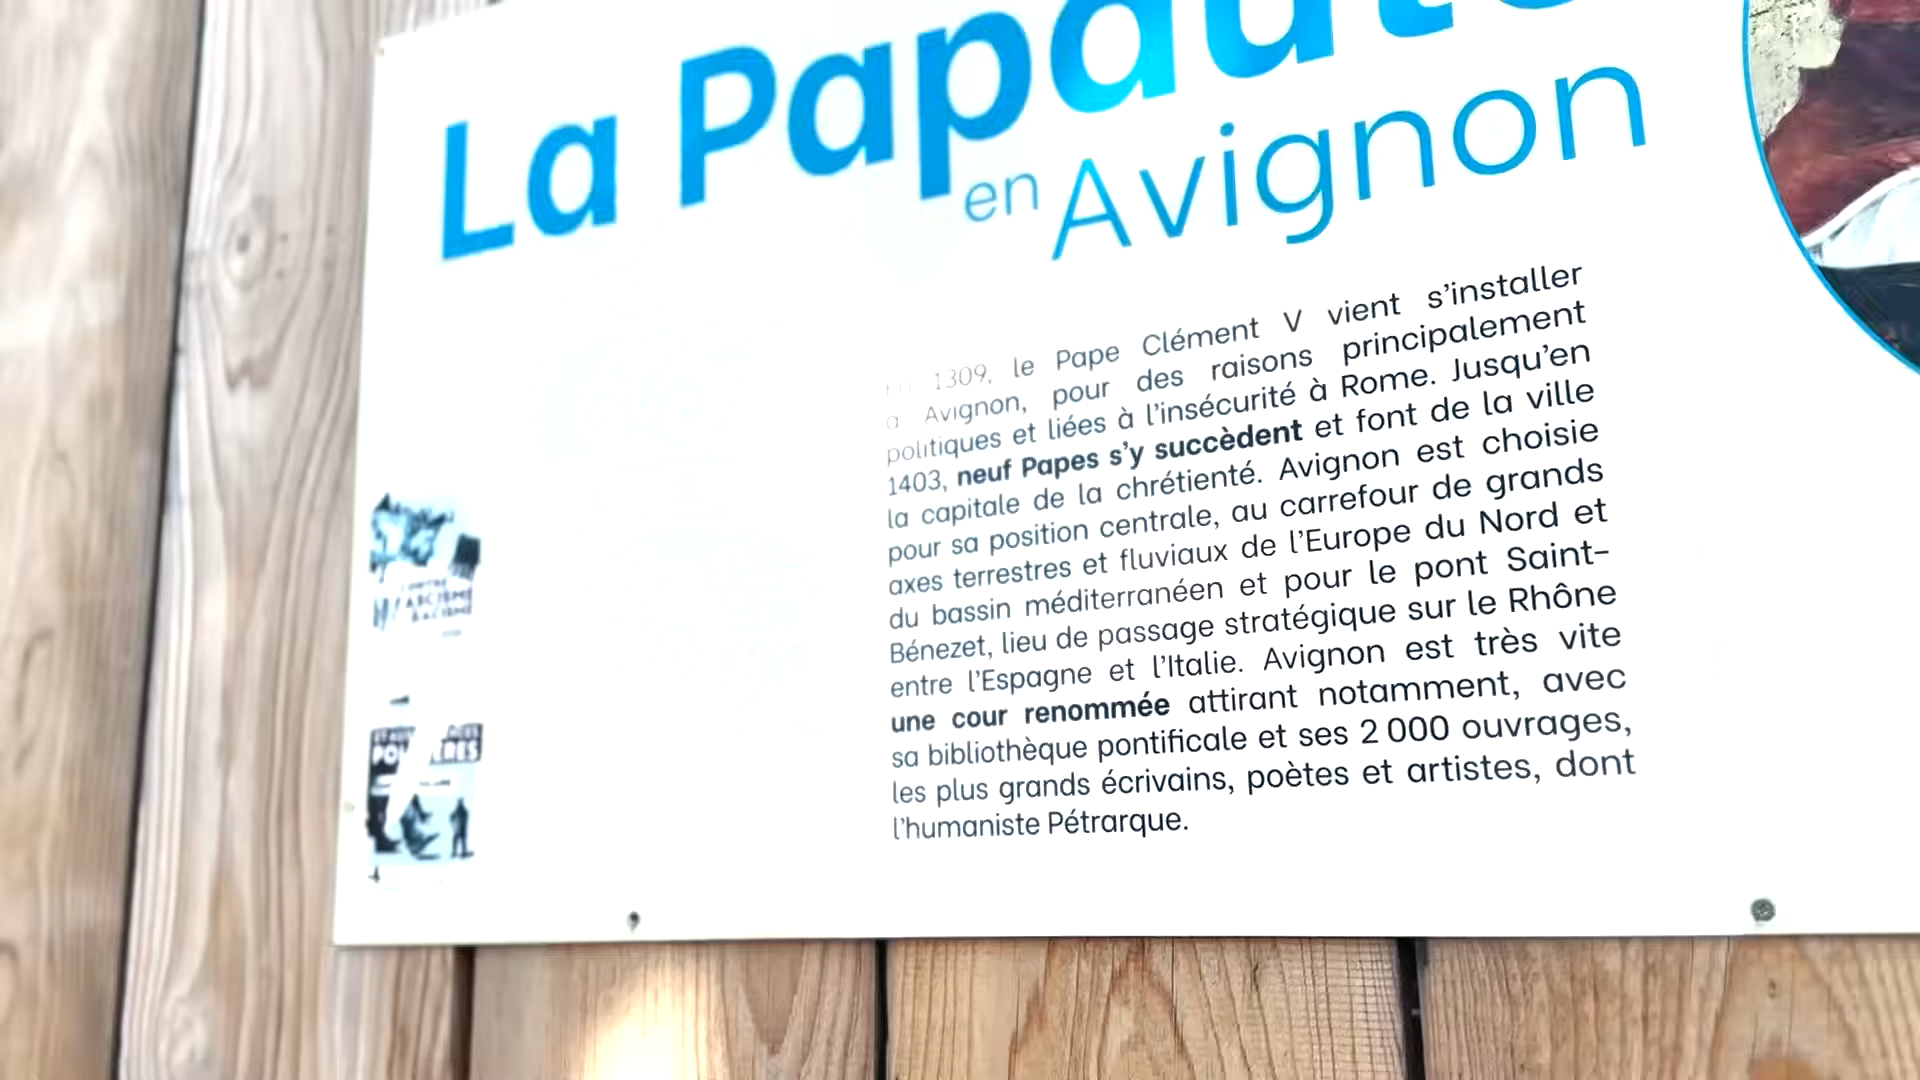 La Papauté
en Avignon
En 1309, le Pape Clément V vient s'installer
à Avignon, pour des raisons principalement
politiques et liées à l'insécurité à Rome. Jusqu'en
1403, neuf Papes s'y succèdent et font de la ville
la capitale de la chrétienté. Avignon est choisie
pour sa position centrale, au carrefour de grands
axes terrestres et fluviaux de l'Europe du Nord et
du bassin méditerranéen et pour le pont Saint-
Bénezet, lieu de passage stratégique sur le Rhône
entre l'Espagne et l'Italie. Avignon est très vite
une cour renommée attirant notamment, avec
sa bibliothèque pontificale et ses 2 000 ouvrages,
les plus grands écrivains, poètes et artistes, dont
l'humaniste Pétrarque.